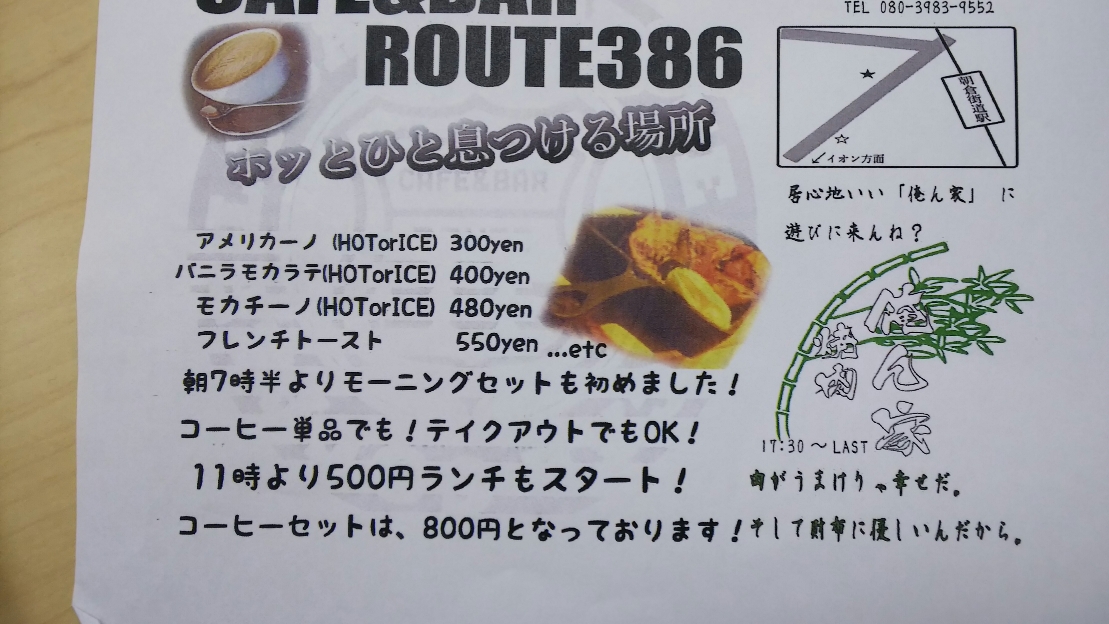 CAFE&BAR
ROUTE386
ホッとひと息つける場所
アメリカーノ (HOTorICE) 300yen
バニラモカラテ(HOTorICE) 400yen
モカチーノ(HOTorICE) 480yen
フレンチトースト 550yen ...etc
朝7時半よりモーニングセットも初めました!
コーヒー単品でも!テイクアウトでもOK!
11時より500円ランチもスタート!
コーヒーセットは、800円となっております!
TEL 080-3983-9552
★
朝倉街道駅
☆
↙イオン方面
居心地いい「俺ん家」に
遊びに来んね?
焼肉
俺ん家
17:30 ~ LAST
肉がうまけりゃ幸せだ。
そして財布に優しいんだから。